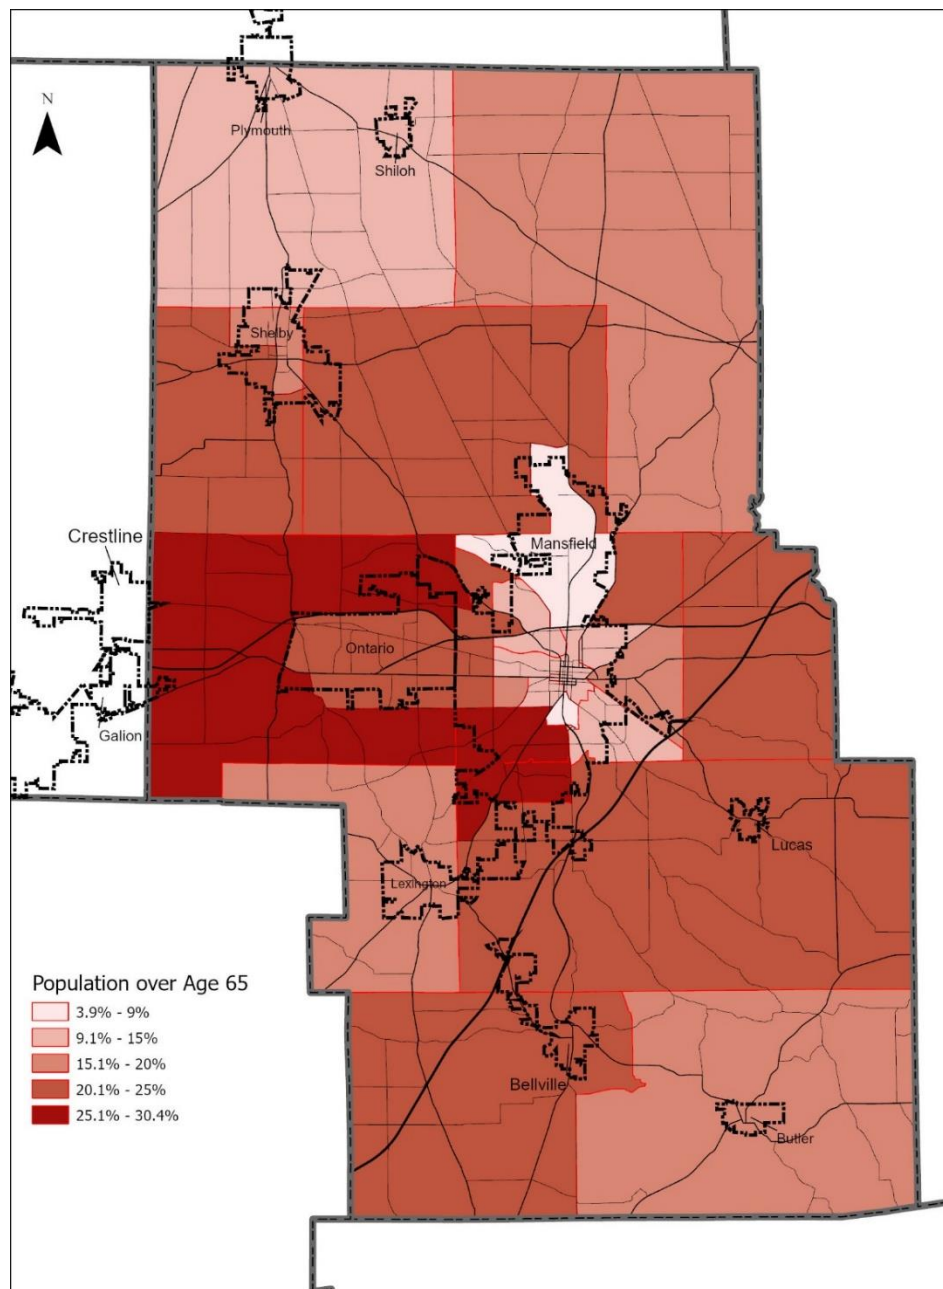 N
Plymouth
Shiloh
Shelby
Crestline
Mansfield
Ontario
Galion
Lucas
Lexington
Population over Age 65
3.9% - 9%
9.1% - 15%
15.1% - 20%
20.1% - 25%
25.1% - 30.4%
Bellville
Butler